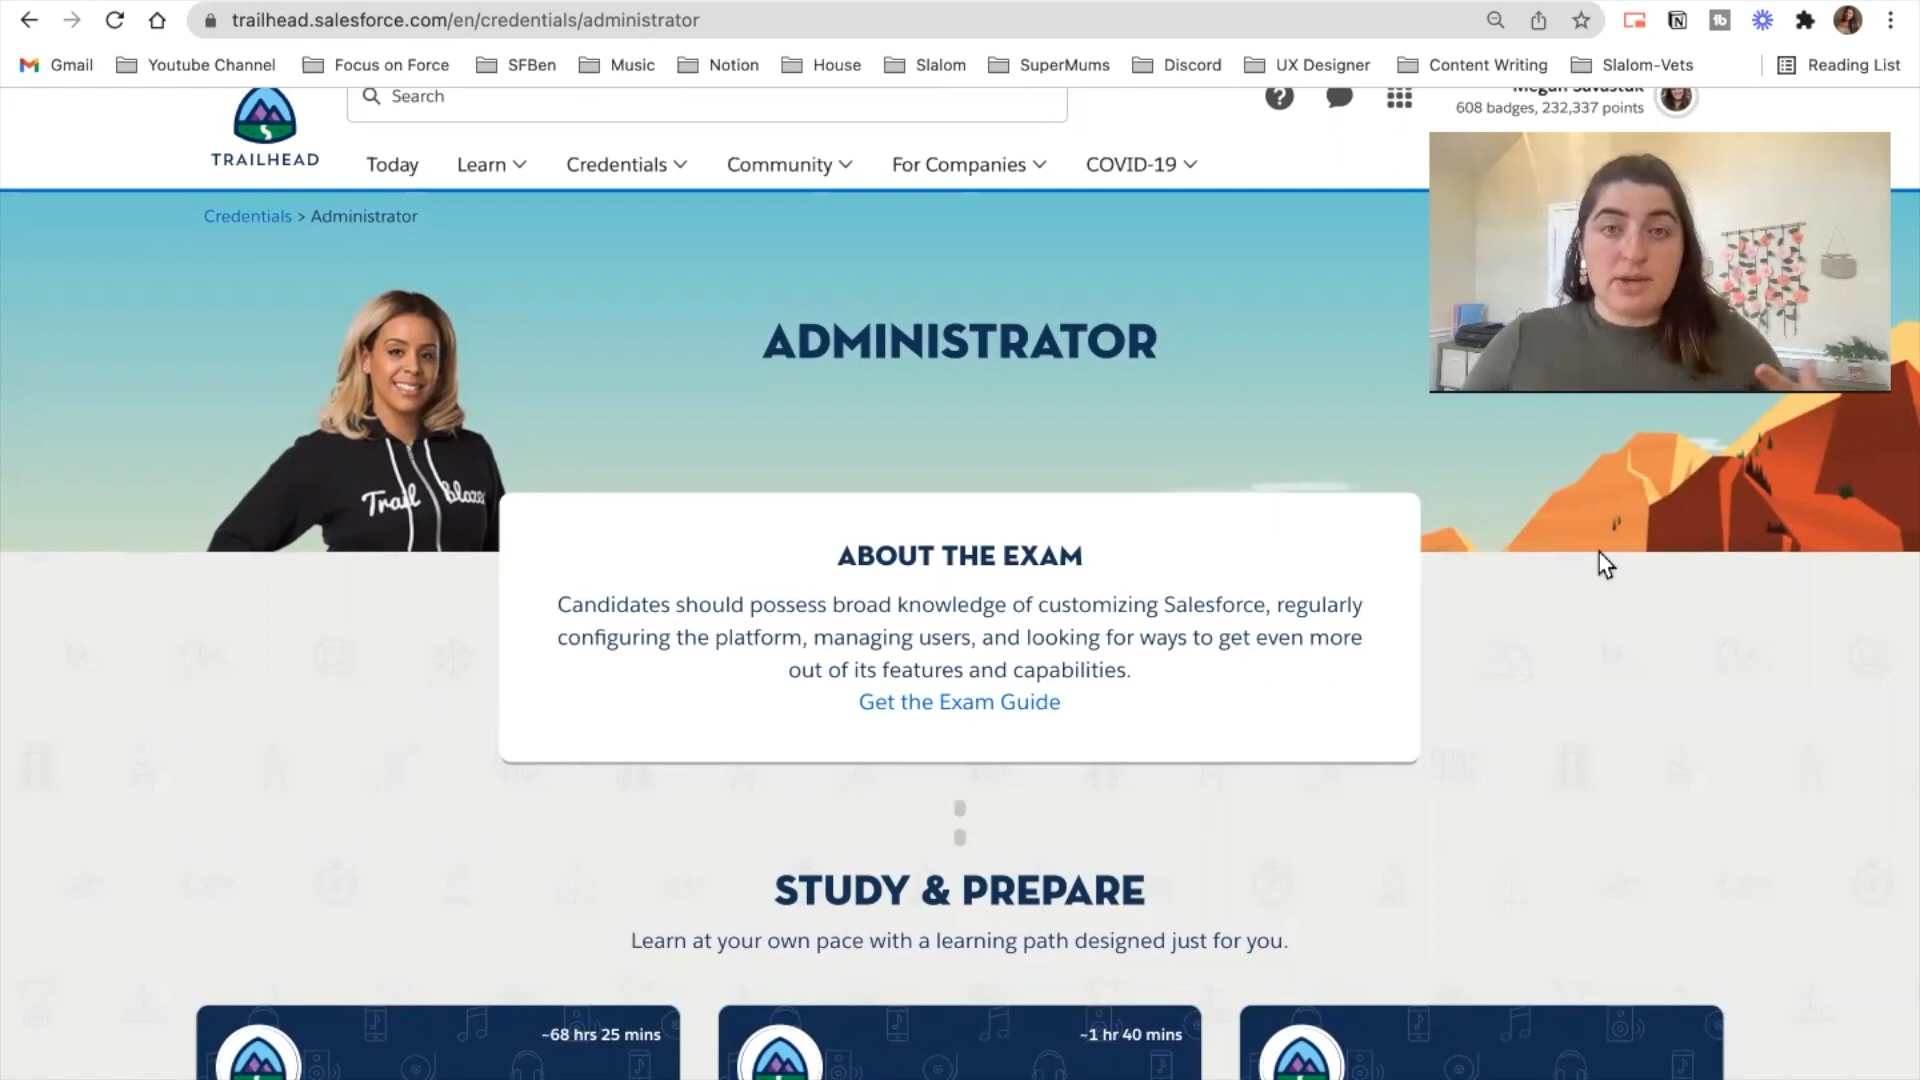 trailhead.salesforce.com/en/credentials/administrator
Gmail
Youtube Channel
Focus on Force
SFBen
Music
Notion
House
Slalom
SuperMums
Discord
UX Designer
Content Writing
Slalom-Vets
Reading List
Search
Megan Savastuk
608 badges, 232,337 points
TRAILHEAD
Today
Learn
Credentials
Community
For Companies
COVID-19
Credentials > Administrator
ADMINISTRATOR
Trail blazer
ABOUT THE EXAM
Candidates should possess broad knowledge of customizing Salesforce, regularly
configuring the platform, managing users, and looking for ways to get even more
out of its features and capabilities.
Get the Exam Guide
STUDY & PREPARE
Learn at your own pace with a learning path designed just for you.
~68 hrs 25 mins
~1 hr 40 mins